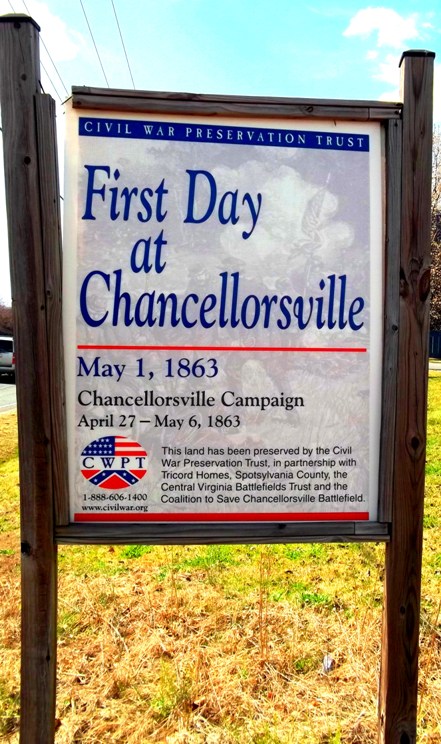 CIVIL WAR PRESERVATION TRUST
First Day
at
Chancellorsville
May 1, 1863
Chancellorsville Campaign
April 27 – May 6, 1863
CWPT
1-888-606-1400
www.civilwar.org
This land has been preserved by the Civil
War Preservation Trust, in partnership with
Tricord Homes, Spotsylvania County, the
Central Virginia Battlefields Trust and the
Coalition to Save Chancellorsville Battlefield.